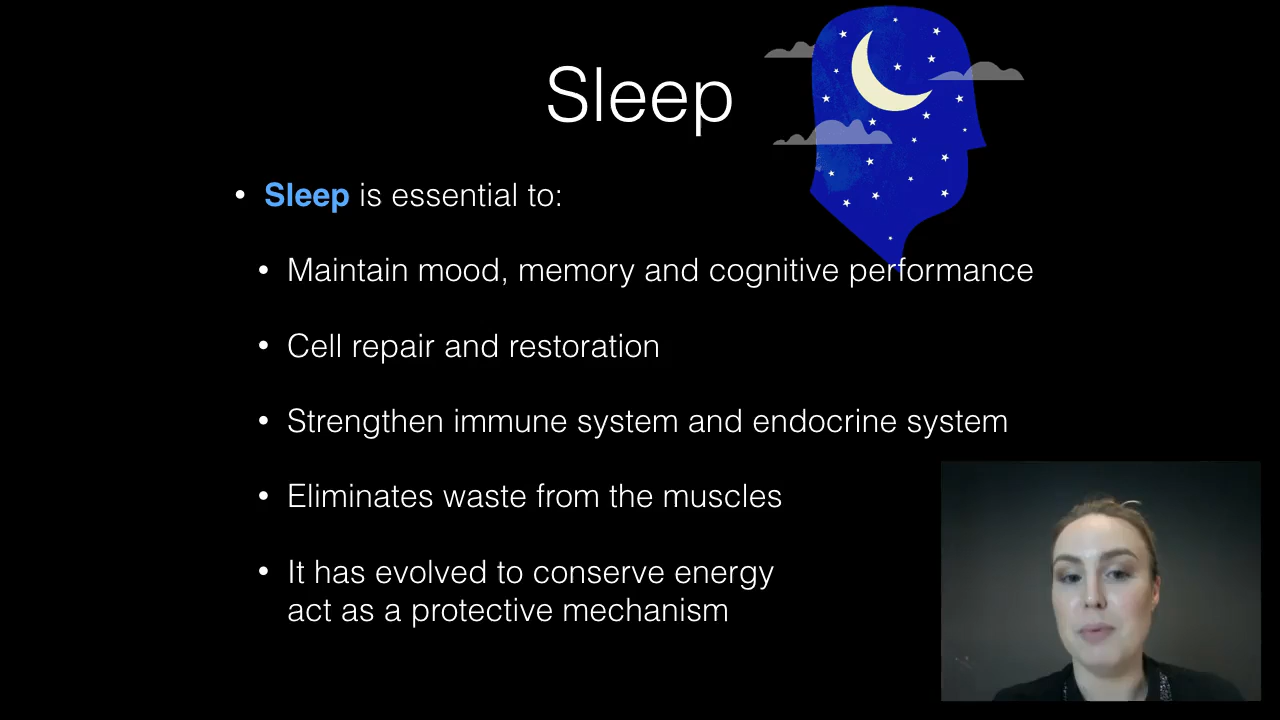 Sleep
• Sleep is essential to:
• Maintain mood, memory and cognitive performance
• Cell repair and restoration
• Strengthen immune system and endocrine system
• Eliminates waste from the muscles
• It has evolved to conserve energy
act as a protective mechanism